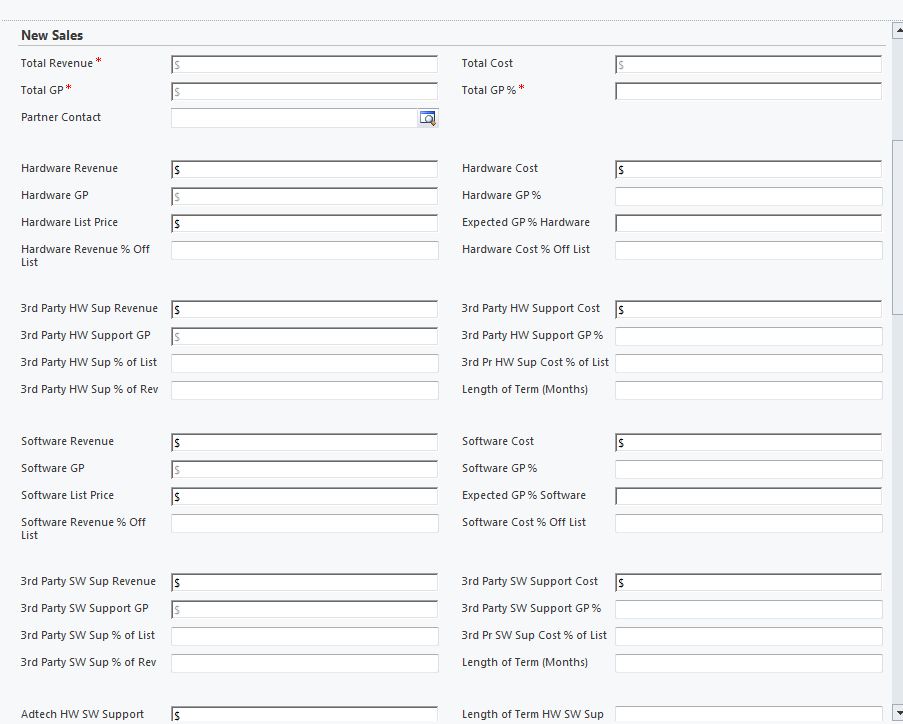 New Sales
Total Revenue * $ Total Cost $
Total GP * $ Total GP % *
Partner Contact
Hardware Revenue $ Hardware Cost $
Hardware GP $ Hardware GP %
Hardware List Price $ Expected GP % Hardware
Hardware Revenue % Off Hardware Cost % Off List
List
3rd Party HW Sup Revenue $ 3rd Party HW Support Cost $
3rd Party HW Support GP $ 3rd Party HW Support GP %
3rd Party HW Sup % of List 3rd Pr HW Sup Cost % of List
3rd Party HW Sup % of Rev Length of Term (Months)
Software Revenue $ Software Cost $
Software GP $ Software GP %
Software List Price $ Expected GP % Software
Software Revenue % Off Software Cost % Off List
List
3rd Party SW Sup Revenue $ 3rd Party SW Support Cost $
3rd Party SW Support GP $ 3rd Party SW Support GP %
3rd Party SW Sup % of List 3rd Pr SW Sup Cost % of List
3rd Party SW Sup % of Rev Length of Term (Months)
Adtech HW SW Support $ Length of Term HW SW Sup